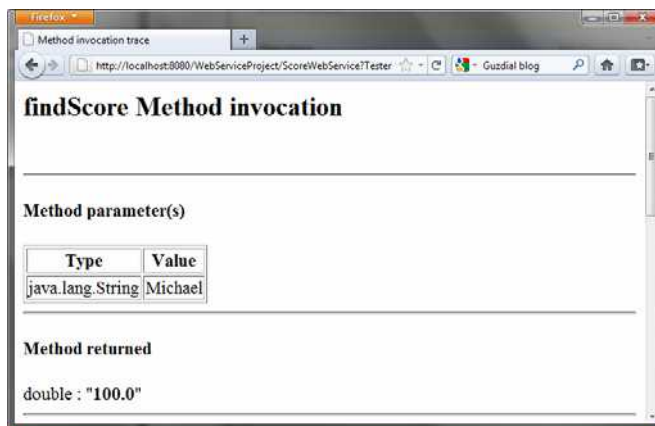 Firefox
Method invocation trace
+
http://localhost:8080/WebServiceProject/ScoreWebService?Tester
Guzdial blog
findScore Method invocation
Method parameter(s)
Type Value
java.lang.String Michael
Method returned
double : "100.0"